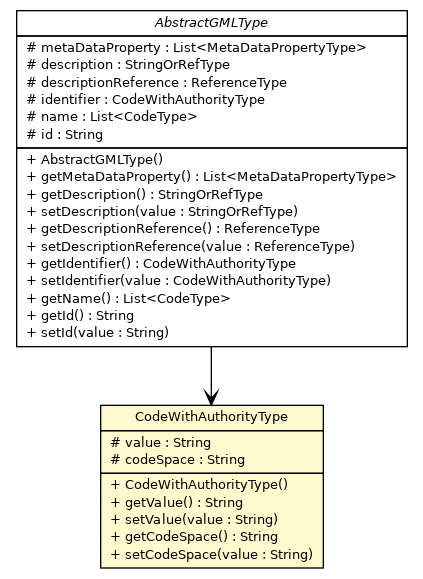 AbstractGMLType
# metaDataProperty : List<MetaDataPropertyType>
# description : StringOrRefType
# descriptionReference : ReferenceType
# identifier : CodeWithAuthorityType
# name : List<CodeType>
# id : String
+ AbstractGMLType()
+ getMetaDataProperty() : List<MetaDataPropertyType>
+ getDescription() : StringOrRefType
+ setDescription(value : StringOrRefType)
+ getDescriptionReference() : ReferenceType
+ setDescriptionReference(value : ReferenceType)
+ getIdentifier() : CodeWithAuthorityType
+ setIdentifier(value : CodeWithAuthorityType)
+ getName() : List<CodeType>
+ getId() : String
+ setId(value : String)
CodeWithAuthorityType
# value : String
# codeSpace : String
+ CodeWithAuthorityType()
+ getValue() : String
+ setValue(value : String)
+ getCodeSpace() : String
+ setCodeSpace(value : String)